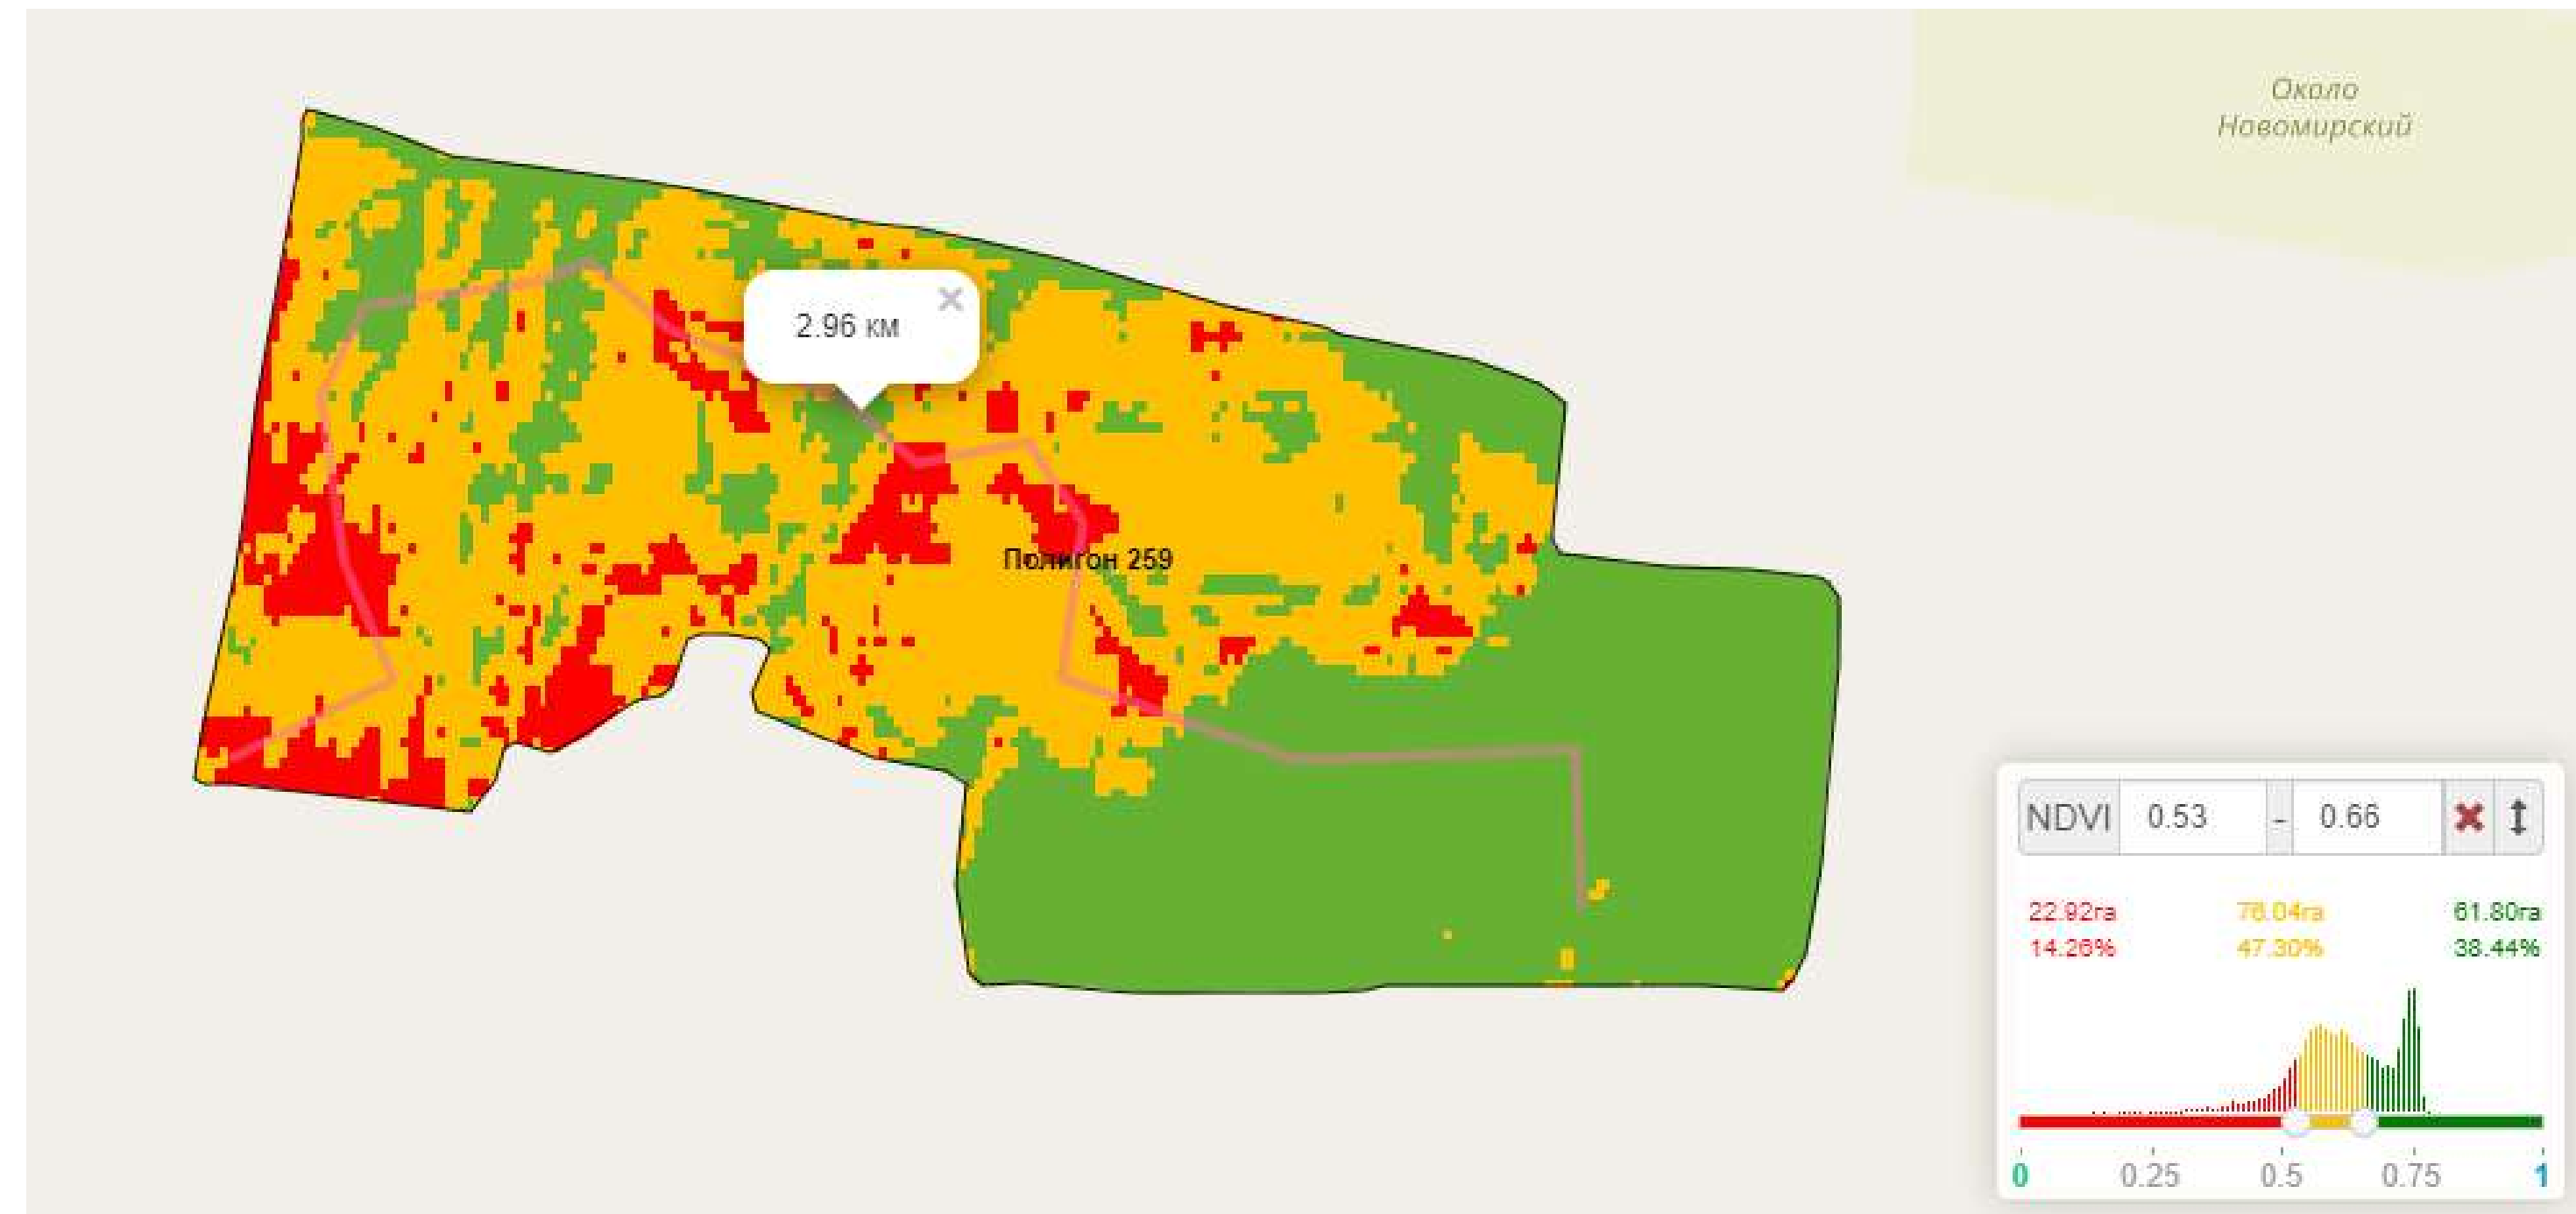 Около
Новомирский
2.96 км
Полигон 259
NDVI 0.53 - 0.66
22.92га 76.04га 61.80га
14.26% 47.30% 38.44%
0 0.25 0.5 0.75 1